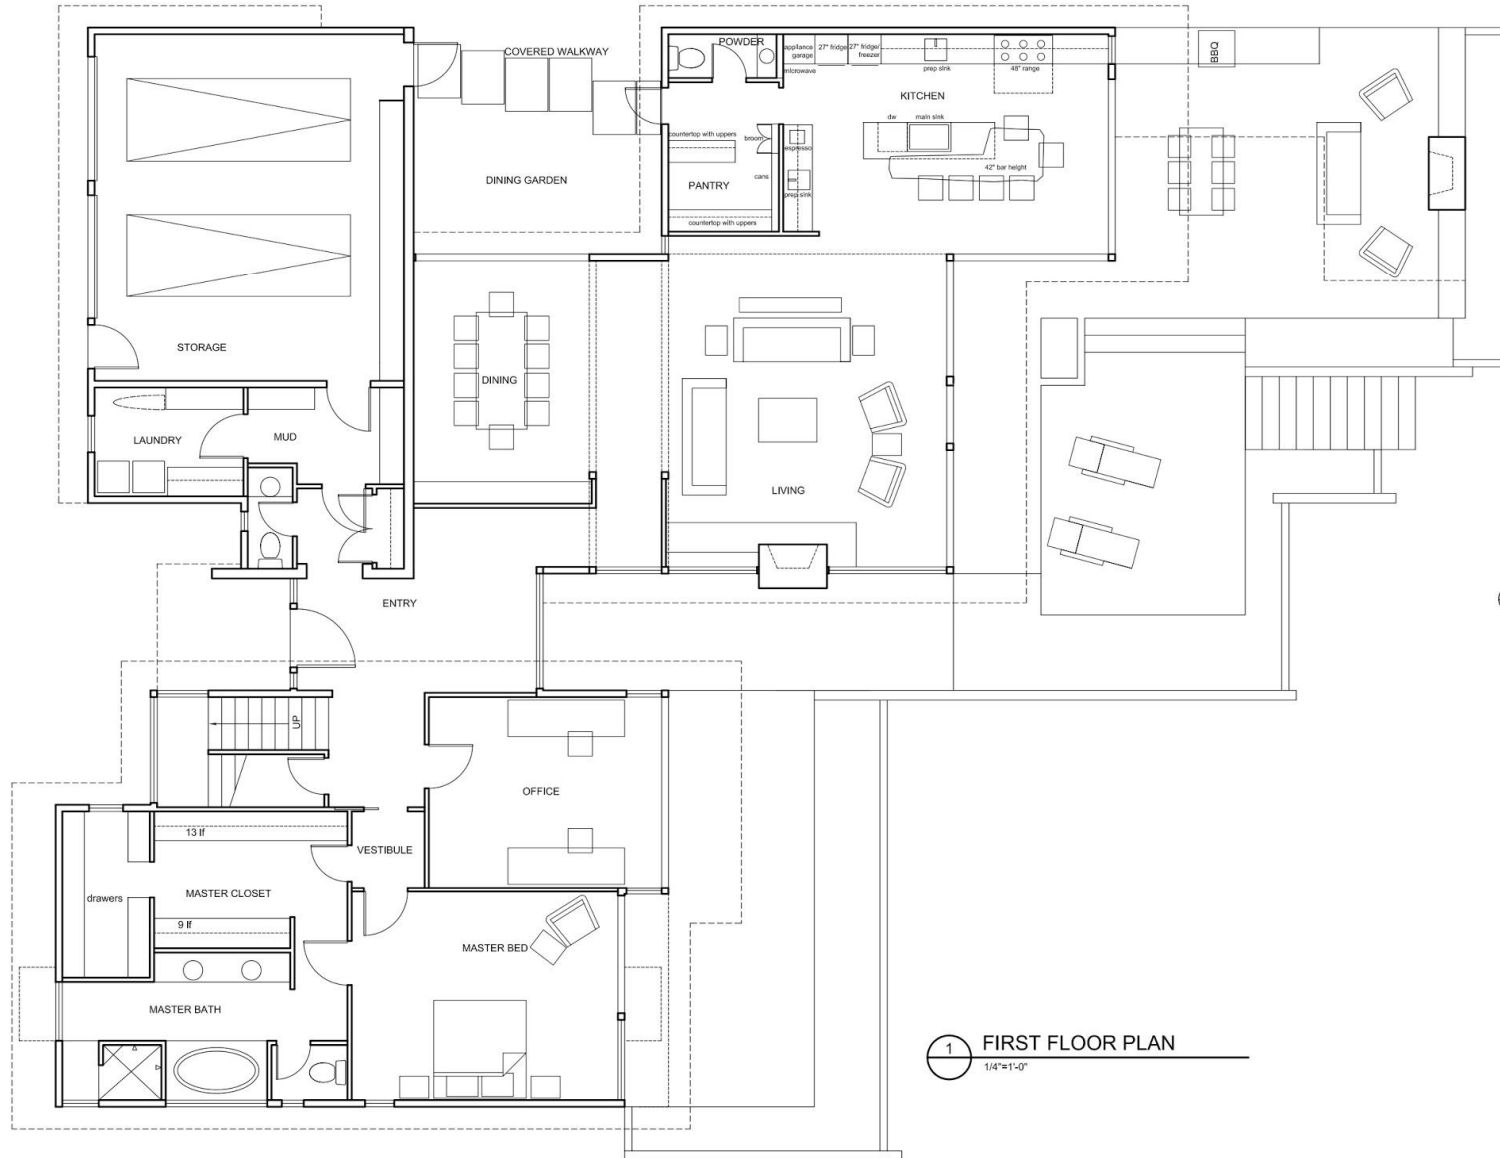 COVERED WALKWAY
POWDER
appliance
garage
27" fridge
27" fridge/
freezer
microwave
prep sink
48" range
BBQ
KITCHEN
dw
main sink
countertop with uppers
broom
espresso
cans
42" bar height
DINING GARDEN
PANTRY
prep sink
countertop with uppers
STORAGE
DINING
LAUNDRY
MUD
LIVING
ENTRY
UP
OFFICE
13 lf
VESTIBULE
MASTER CLOSET
drawers
9 lf
MASTER BED
MASTER BATH
1
FIRST FLOOR PLAN
1/4"=1'-0"